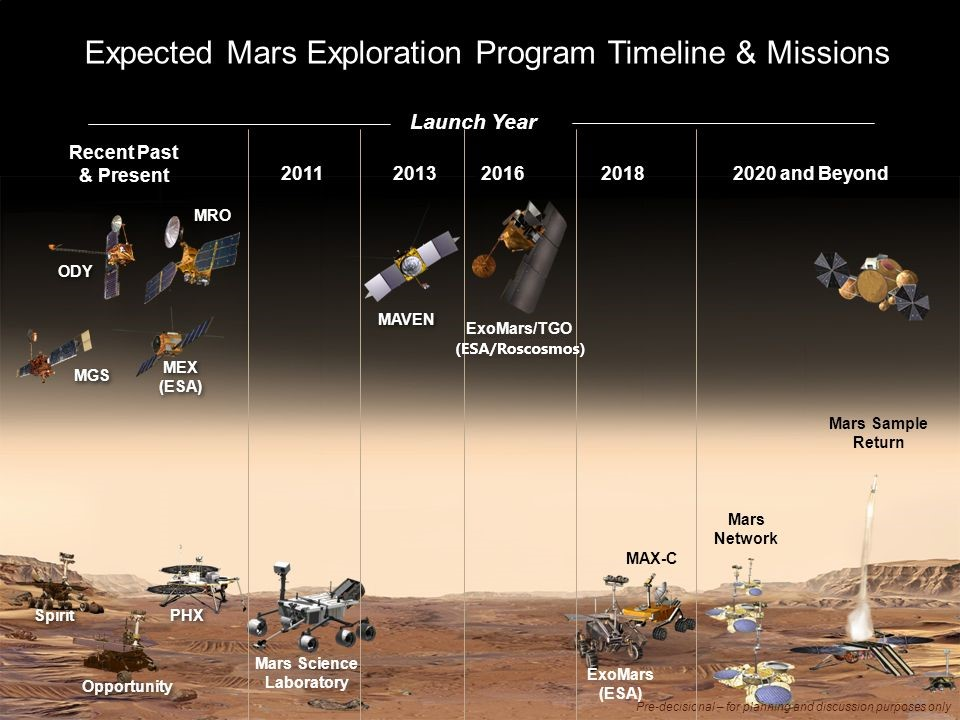 Expected Mars Exploration Program Timeline & Missions
Launch Year
Recent Past
& Present
2011
2013
2016
2018
2020 and Beyond
MRO
ODY
MGS
MEX
(ESA)
MAVEN
ExoMars/TGO
(ESA/Roscosmos)
Mars Sample
Return
Mars
Network
MAX-C
Spirit
PHX
Opportunity
Mars Science
Laboratory
ExoMars
(ESA)
Pre-decisional – for planning and discussion purposes only